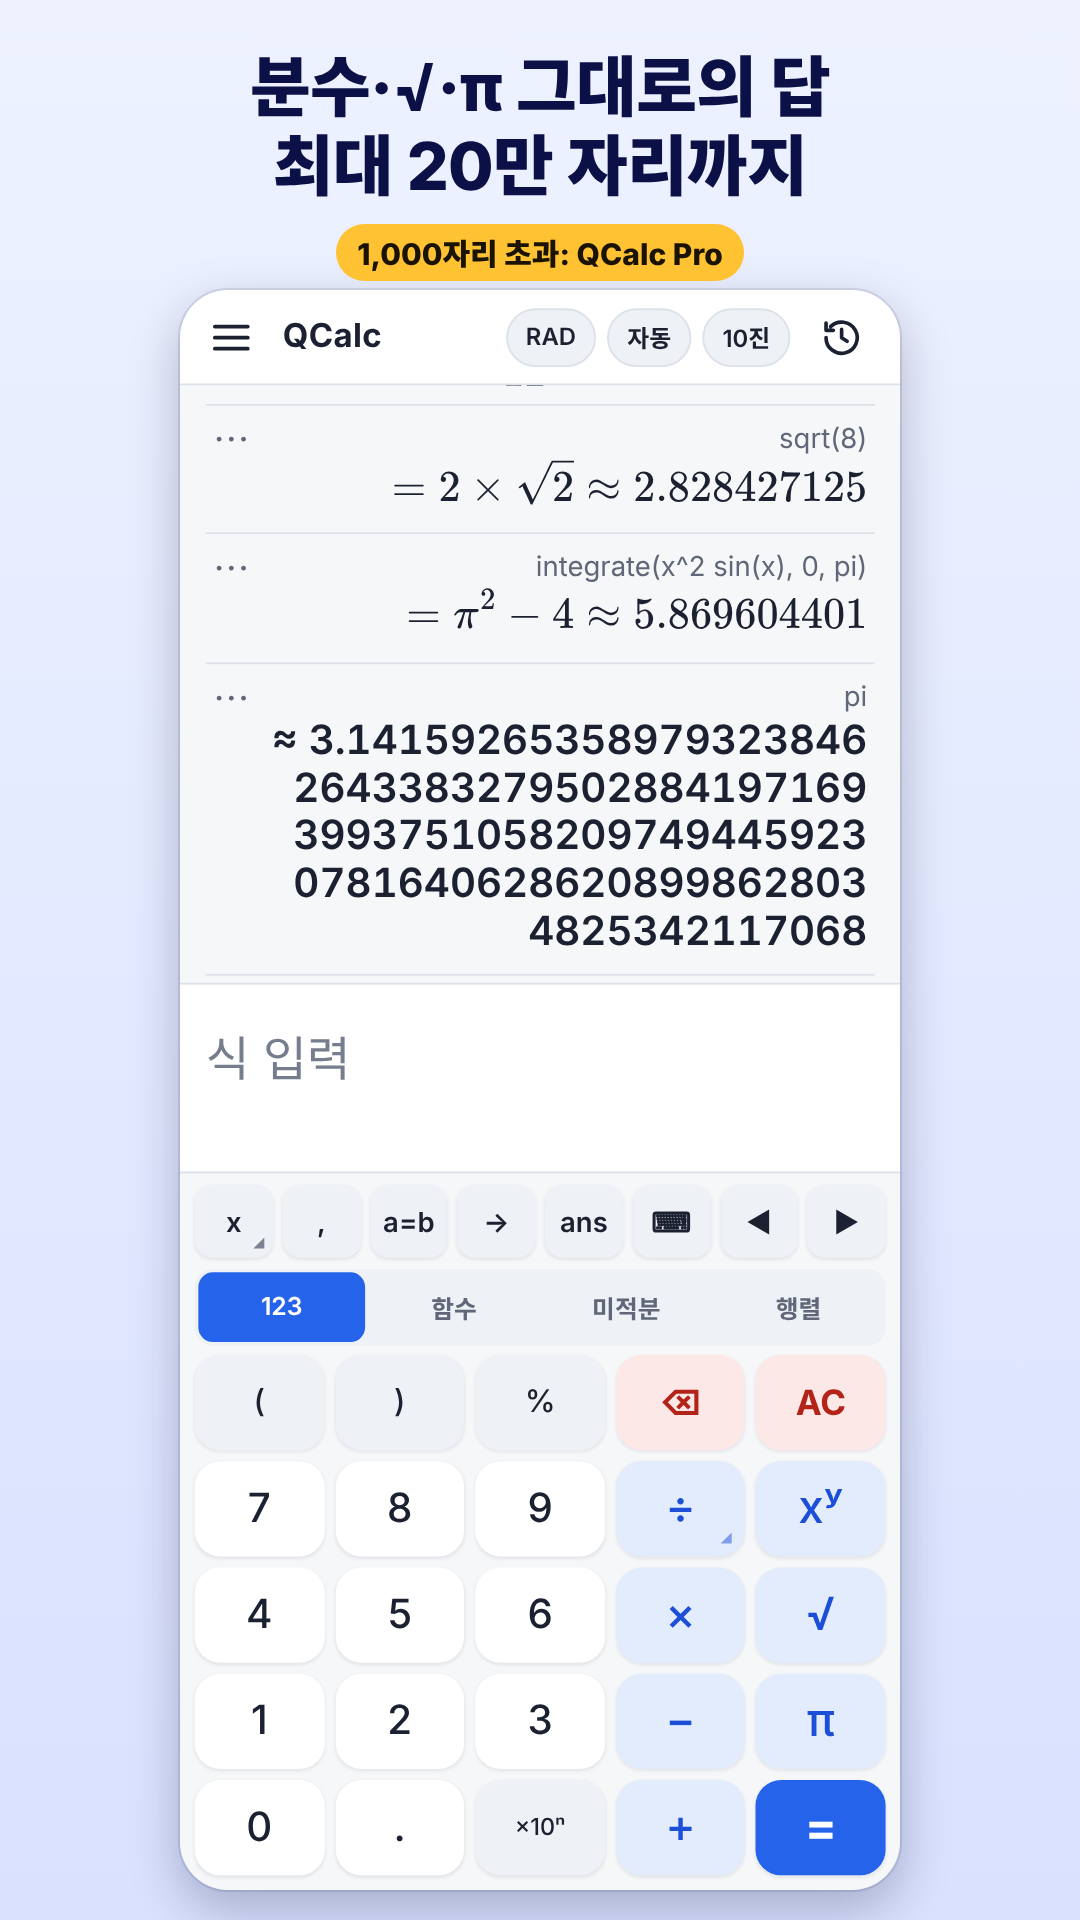 분수·√·π 그대로의 답
최대 20만 자리까지
1,000자리 초과: QCalc Pro
QCalc RAD 자동 10진
··· sqrt(8)
= 2 × √2 ≈ 2.828427125
··· integrate(x^2 sin(x), 0, pi)
= π² − 4 ≈ 5.869604401
··· pi
≈ 3.14159265358979323846
2643383279502884197169
3993751058209749445923
0781640628620899862803
4825342117068
식 입력
x , a=b → ans ⌨ ◀ ▶
123 함수 미적분 행렬
( ) % ⌫ AC
7 8 9 ÷ xʸ
4 5 6 × √
1 2 3 − π
0 . ×10ⁿ + =